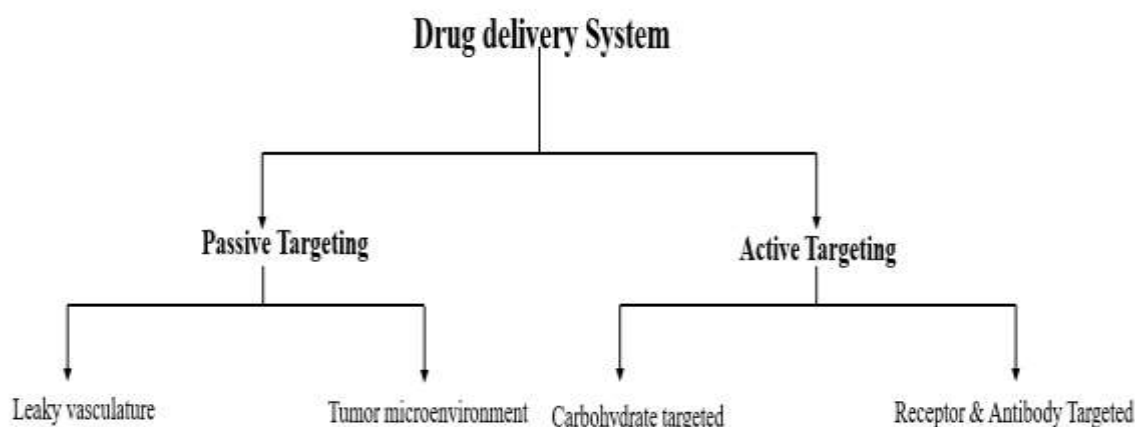 Drug delivery System
Passive Targeting
Active Targeting
Leaky vasculature
Tumor microenvironment
Carbohydrate targeted
Receptor & Antibody Targeted